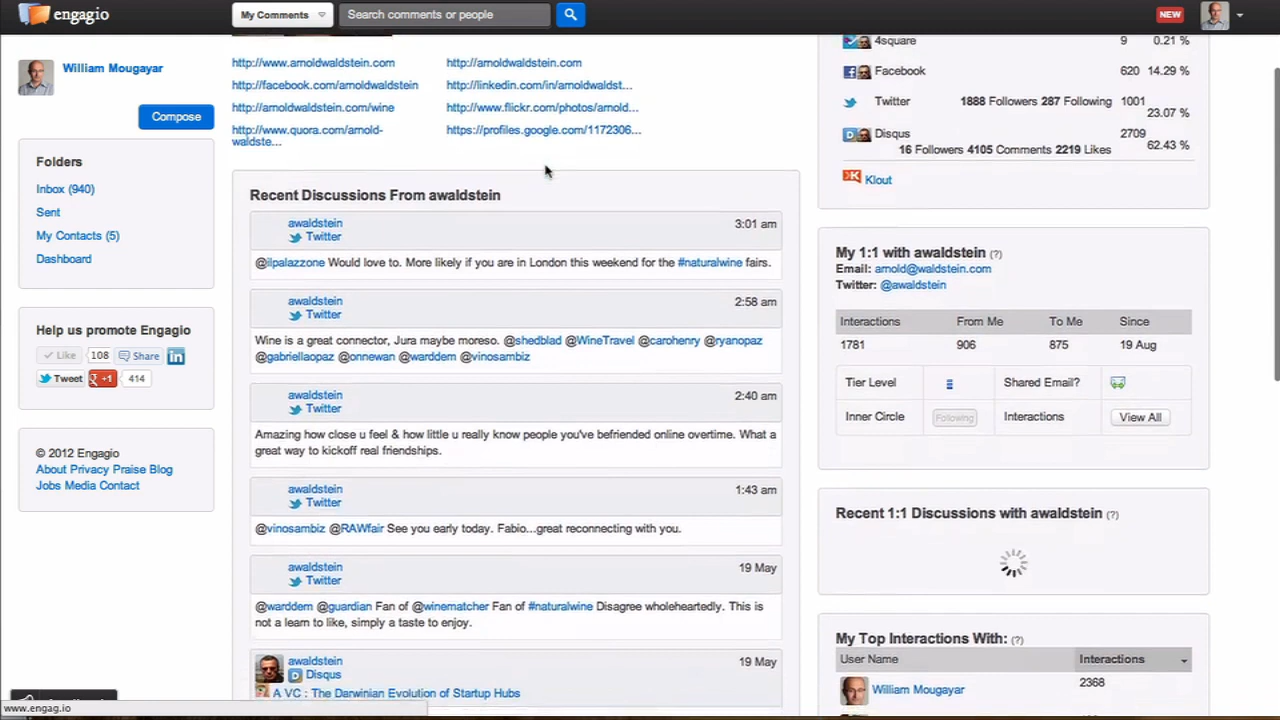 engagio
My Comments
Search comments or people
NEW
William Mougayar
Compose
Folders
Inbox (940)
Sent
My Contacts (5)
Dashboard
Help us promote Engagio
Like 108 Share in
Tweet +1 414
© 2012 Engagio
About Privacy Praise Blog
Jobs Media Contact
www.engag.io
http://www.arnoldwaldstein.com http://arnoldwaldstein.com
http://facebook.com/arnoldwaldstein http://linkedin.com/in/arnoldwaldst...
http://arnoldwaldstein.com/wine http://www.flickr.com/photos/arnold...
http://www.quora.com/arnold-
waldste...
https://profiles.google.com/1172306...
Recent Discussions From awaldstein
awaldstein 3:01 am
Twitter
@ilpalazzone Would love to. More likely if you are in London this weekend for the #naturalwine fairs.
awaldstein 2:58 am
Twitter
Wine is a great connector, Jura maybe moreso. @shedblad @WineTravel @carohenry @ryanopaz
@gabriellaopaz @onnewan @warddem @vinosambiz
awaldstein 2:40 am
Twitter
Amazing how close u feel & how little u really know people you've befriended online overtime. What a
great way to kickoff real friendships.
awaldstein 1:43 am
Twitter
@vinosambiz @RAWfair See you early today. Fabio...great reconnecting with you.
awaldstein 19 May
Twitter
@warddem @guardian Fan of @winematcher Fan of #naturalwine Disagree wholeheartedly. This is
not a learn to like, simply a taste to enjoy.
awaldstein 19 May
Disqus
A VC : The Darwinian Evolution of Startup Hubs
4square 9 0.21 %
Facebook 620 14.29 %
Twitter 1888 Followers 287 Following 1001
23.07 %
Disqus 2709
16 Followers 4105 Comments 2219 Likes 62.43 %
Klout
My 1:1 with awaldstein (?)
Email: arnold@waldstein.com
Twitter: @awaldstein
Interactions From Me To Me Since
1781 906 875 19 Aug
Tier Level Shared Email?
Inner Circle Following Interactions View All
Recent 1:1 Discussions with awaldstein (?)
My Top Interactions With: (?)
User Name Interactions
William Mougayar 2368